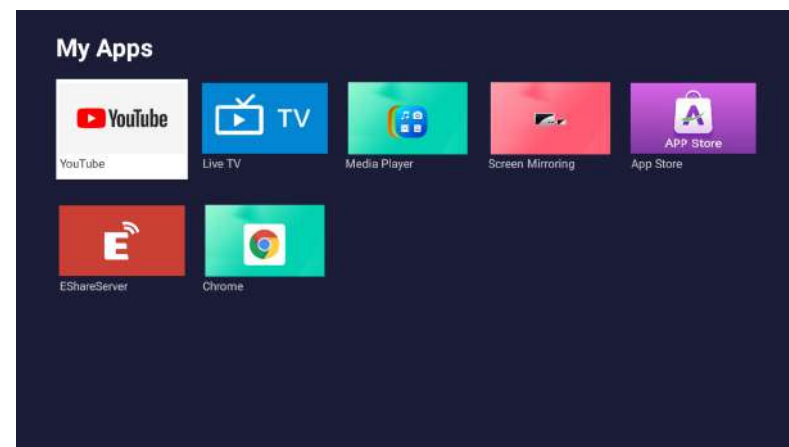 My Apps
YouTube
TV
APP Store
YouTube
Live TV
Media Player
Screen Mirroring
App Store
E
EShareServer
Chrome